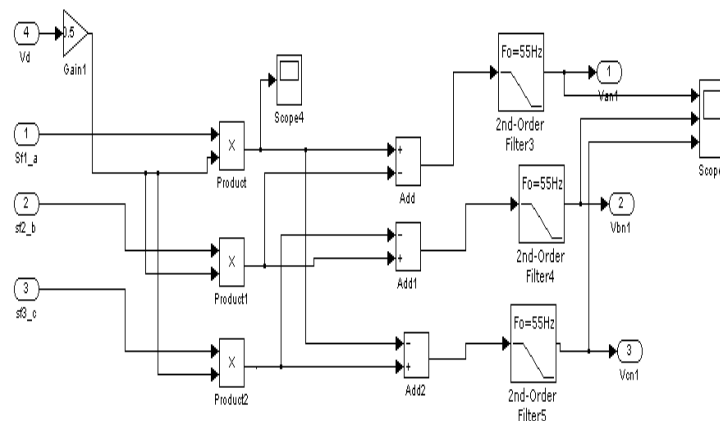 4
Vd
0.5
Gain1
Scope4
Fo=55Hz
2nd-Order
Filter3
1
Van1
Scope
1
Sf1_a
X
Product
+
-
Add
2
sf2_b
X
Product1
-
+
Add1
Fo=55Hz
2nd-Order
Filter4
2
Vbn1
3
sf3_c
X
Product2
-
+
Add2
Fo=55Hz
2nd-Order
Filter5
3
Vcn1